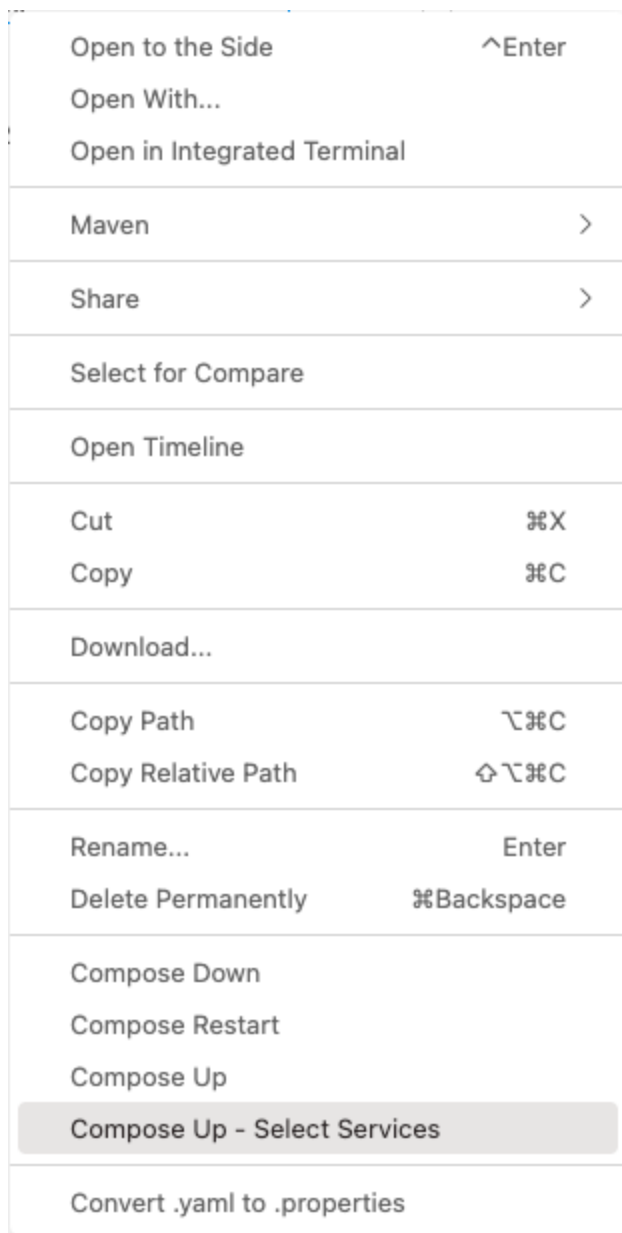 Open to the Side ^Enter
Open With...
Open in Integrated Terminal
Maven
Share
Select for Compare
Open Timeline
Cut ⌘X
Copy ⌘C
Download...
Copy Path ⌥⌘C
Copy Relative Path ⇧⌥⌘C
Rename... Enter
Delete Permanently ⌘Backspace
Compose Down
Compose Restart
Compose Up
Compose Up - Select Services
Convert .yaml to .properties